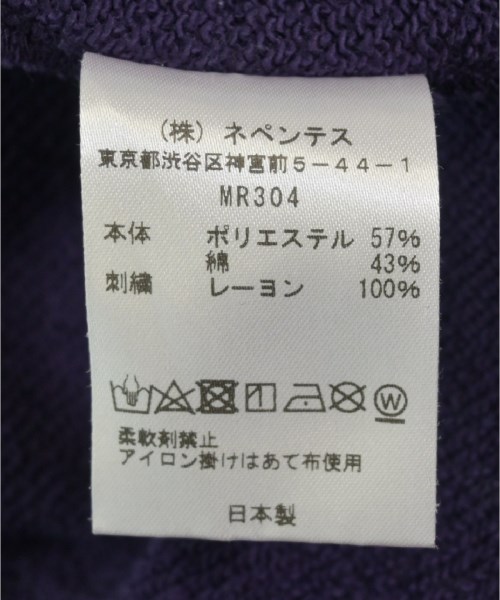 （株）ネペンテス
東京都渋谷区神宮前５－４４－１
MR304
本体 ポリエステル 57%
綿 43%
刺繍 レーヨン 100%
W
柔軟剤禁止
アイロン掛けはあて布使用
日本製